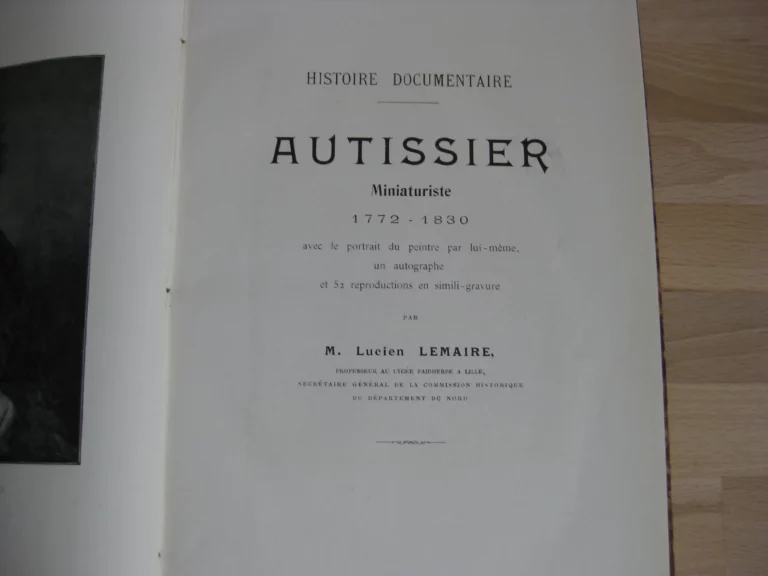 HISTOIRE DOCUMENTAIRE
AUTISSIER
Miniaturiste
1772 - 1830
avec le portrait du peintre par lui-même,
un autographe
et 52 reproductions en simili-gravure
PAR
M. Lucien LEMAIRE,
PROFESSEUR AU LYCÉE FAIDHERBE A LILLE,
SECRÉTAIRE GÉNÉRAL DE LA COMMISSION HISTORIQUE
DU DÉPARTEMENT DU NORD